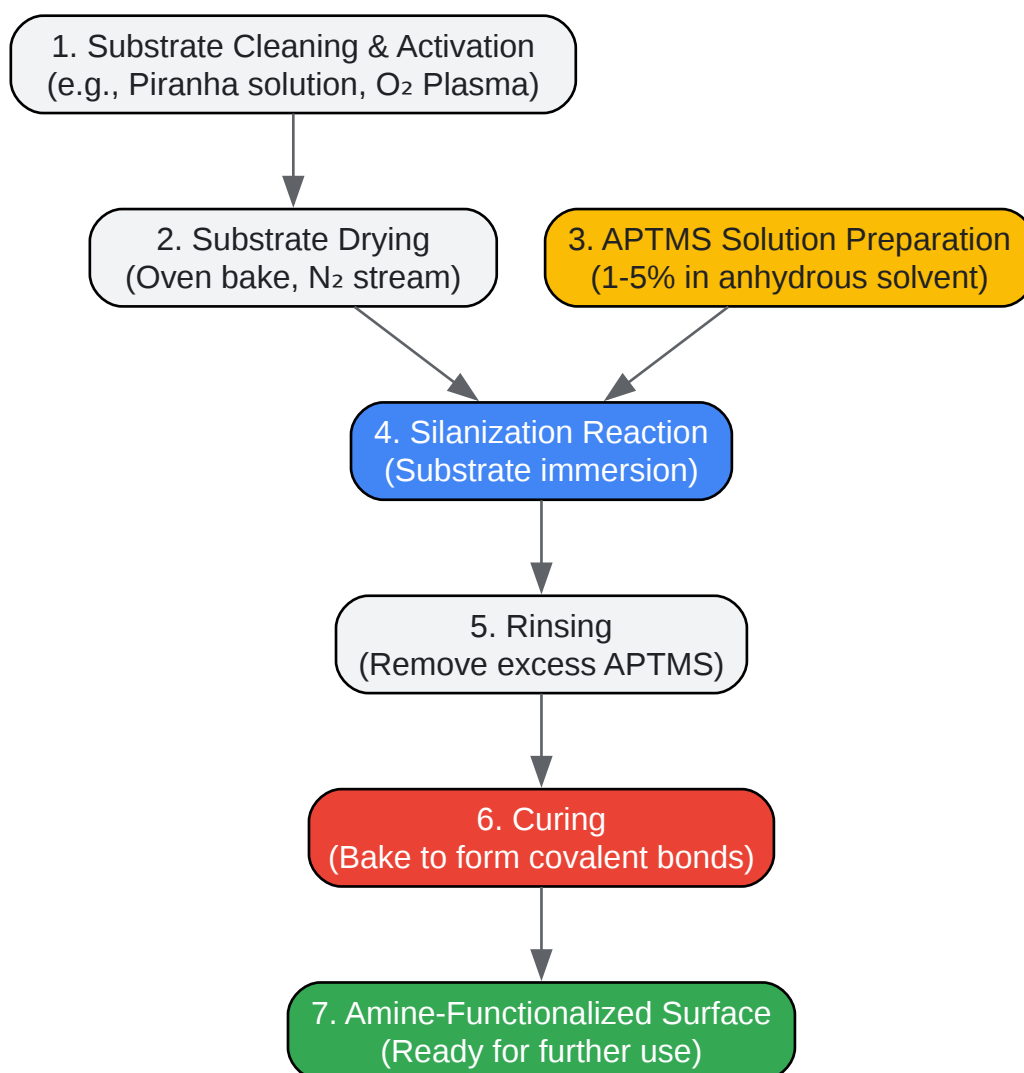 1. Substrate Cleaning & Activation
(e.g., Piranha solution, O₂ Plasma)
2. Substrate Drying
(Oven bake, N₂ stream)
3. APTMS Solution Preparation
(1-5% in anhydrous solvent)
4. Silanization Reaction
(Substrate immersion)
5. Rinsing
(Remove excess APTMS)
6. Curing
(Bake to form covalent bonds)
7. Amine-Functionalized Surface
(Ready for further use)